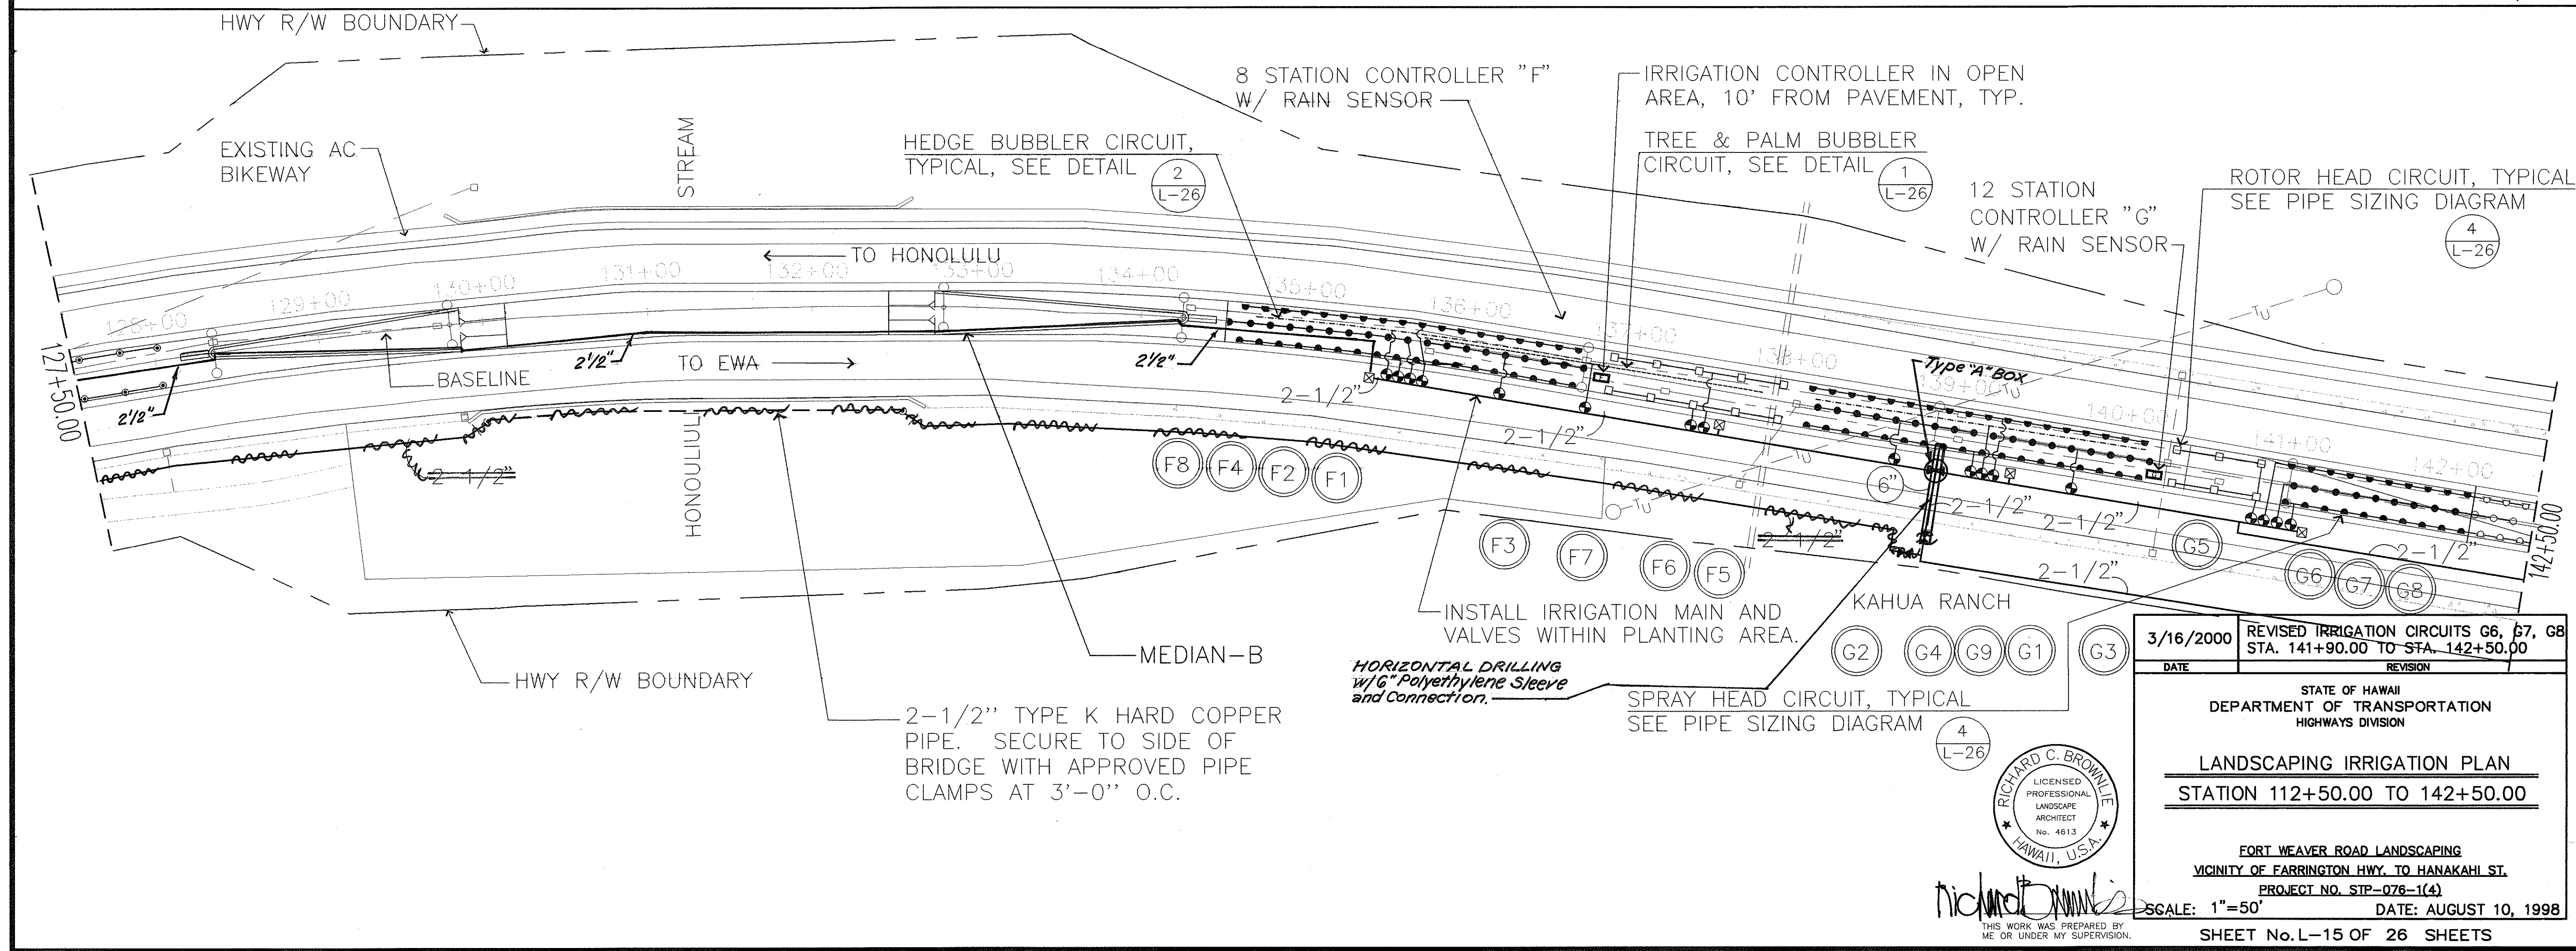 HWY R/W BOUNDARY
8 STATION CONTROLLER "F"
W/ RAIN SENSOR
IRRIGATION CONTROLLER IN OPEN
AREA, 10' FROM PAVEMENT, TYP.
EXISTING AC
BIKEWAY
STREAM
HEDGE BUBBLER CIRCUIT,
TYPICAL, SEE DETAIL
2
L-26
TREE & PALM BUBBLER
CIRCUIT, SEE DETAIL
1
L-26
12 STATION
CONTROLLER "G"
W/ RAIN SENSOR
ROTOR HEAD CIRCUIT, TYPICAL
SEE PIPE SIZING DIAGRAM
4
L-26
TO HONOLULU
128+00
129+00
130+00
131+00
132+00
133+00
134+00
135+00
136+00
137+00
138+00
139+00
140+00
141+00
142+00
127+50.00
2 1/2"
BASELINE
2 1/2"
TO EWA
2 1/2"
2-1/2"
2-1/2"
Type "A" BOX
TU
TU
TU
TU
6"
2-1/2"
2-1/2"
2-1/2"
2-1/2"
142+50.00
2-1/2"
2-1/2"
HONOULIULI
F8
F4
F2
F1
F3
F7
F6
F5
G5
G6
G7
G8
INSTALL IRRIGATION MAIN AND
VALVES WITHIN PLANTING AREA.
KAHUA RANCH
G2
G4
G9
G1
G3
MEDIAN-B
HWY R/W BOUNDARY
HORIZONTAL DRILLING
w/6" Polyethylene Sleeve
and Connection.
SPRAY HEAD CIRCUIT, TYPICAL
SEE PIPE SIZING DIAGRAM
4
L-26
2-1/2" TYPE K HARD COPPER
PIPE. SECURE TO SIDE OF
BRIDGE WITH APPROVED PIPE
CLAMPS AT 3'-0" O.C.
3/16/2000
REVISED IRRIGATION CIRCUITS G6, G7, G8
STA. 141+90.00 TO STA. 142+50.00
DATE
REVISION
STATE OF HAWAII
DEPARTMENT OF TRANSPORTATION
HIGHWAYS DIVISION
LANDSCAPING IRRIGATION PLAN
STATION 112+50.00 TO 142+50.00
FORT WEAVER ROAD LANDSCAPING
VICINITY OF FARRINGTON HWY. TO HANAKAHI ST.
PROJECT NO. STP-076-1(4)
SCALE: 1"=50'
DATE: AUGUST 10, 1998
SHEET No. L-15 OF 26 SHEETS
RICHARD C. BROWNLIE
LICENSED
PROFESSIONAL
LANDSCAPE
ARCHITECT
No. 4613
HAWAII, U.S.A.
THIS WORK WAS PREPARED BY
ME OR UNDER MY SUPERVISION.